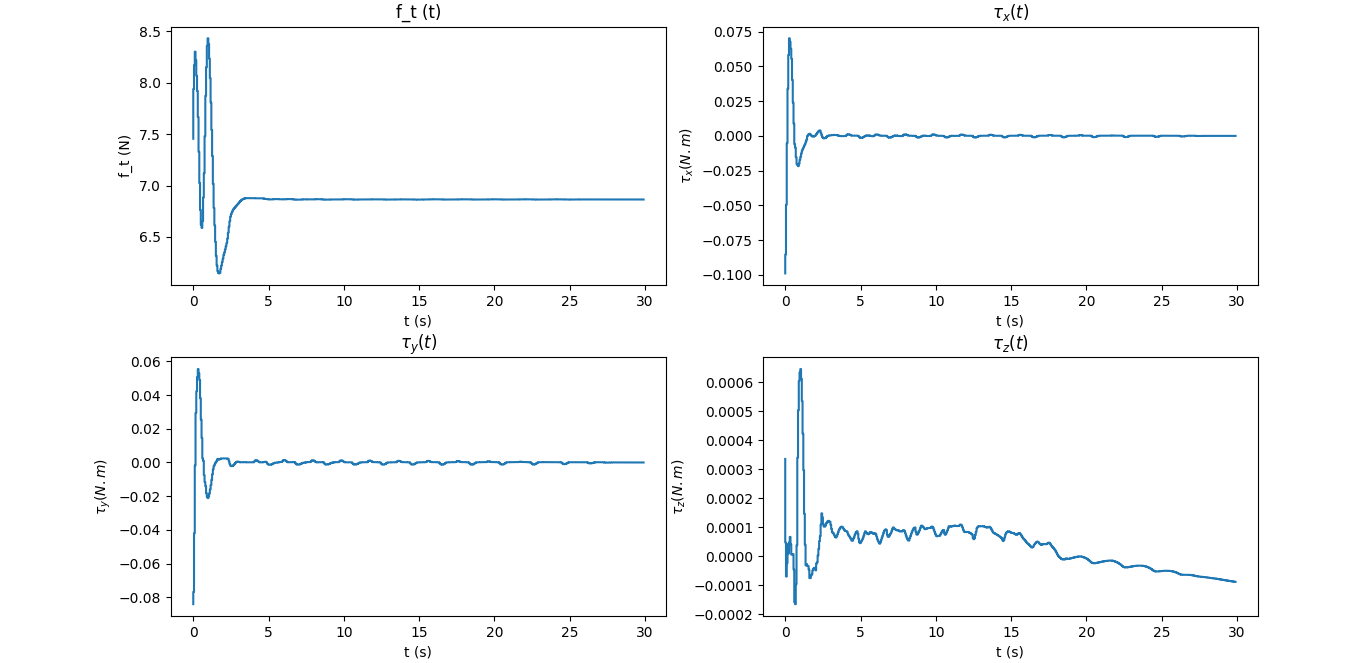 f_t (t)
8.5
8.0
7.5
7.0
6.5
f_t (N)
0 5 10 15 20 25 30
t (s)
τx(t)
0.075
0.050
0.025
0.000
−0.025
−0.050
−0.075
−0.100
τx(N.m)
0 5 10 15 20 25 30
t (s)
τy(t)
0.06
0.04
0.02
0.00
−0.02
−0.04
−0.06
−0.08
τy(N.m)
0 5 10 15 20 25 30
t (s)
τz(t)
0.0006
0.0005
0.0004
0.0003
0.0002
0.0001
0.0000
−0.0001
−0.0002
τz(N.m)
0 5 10 15 20 25 30
t (s)